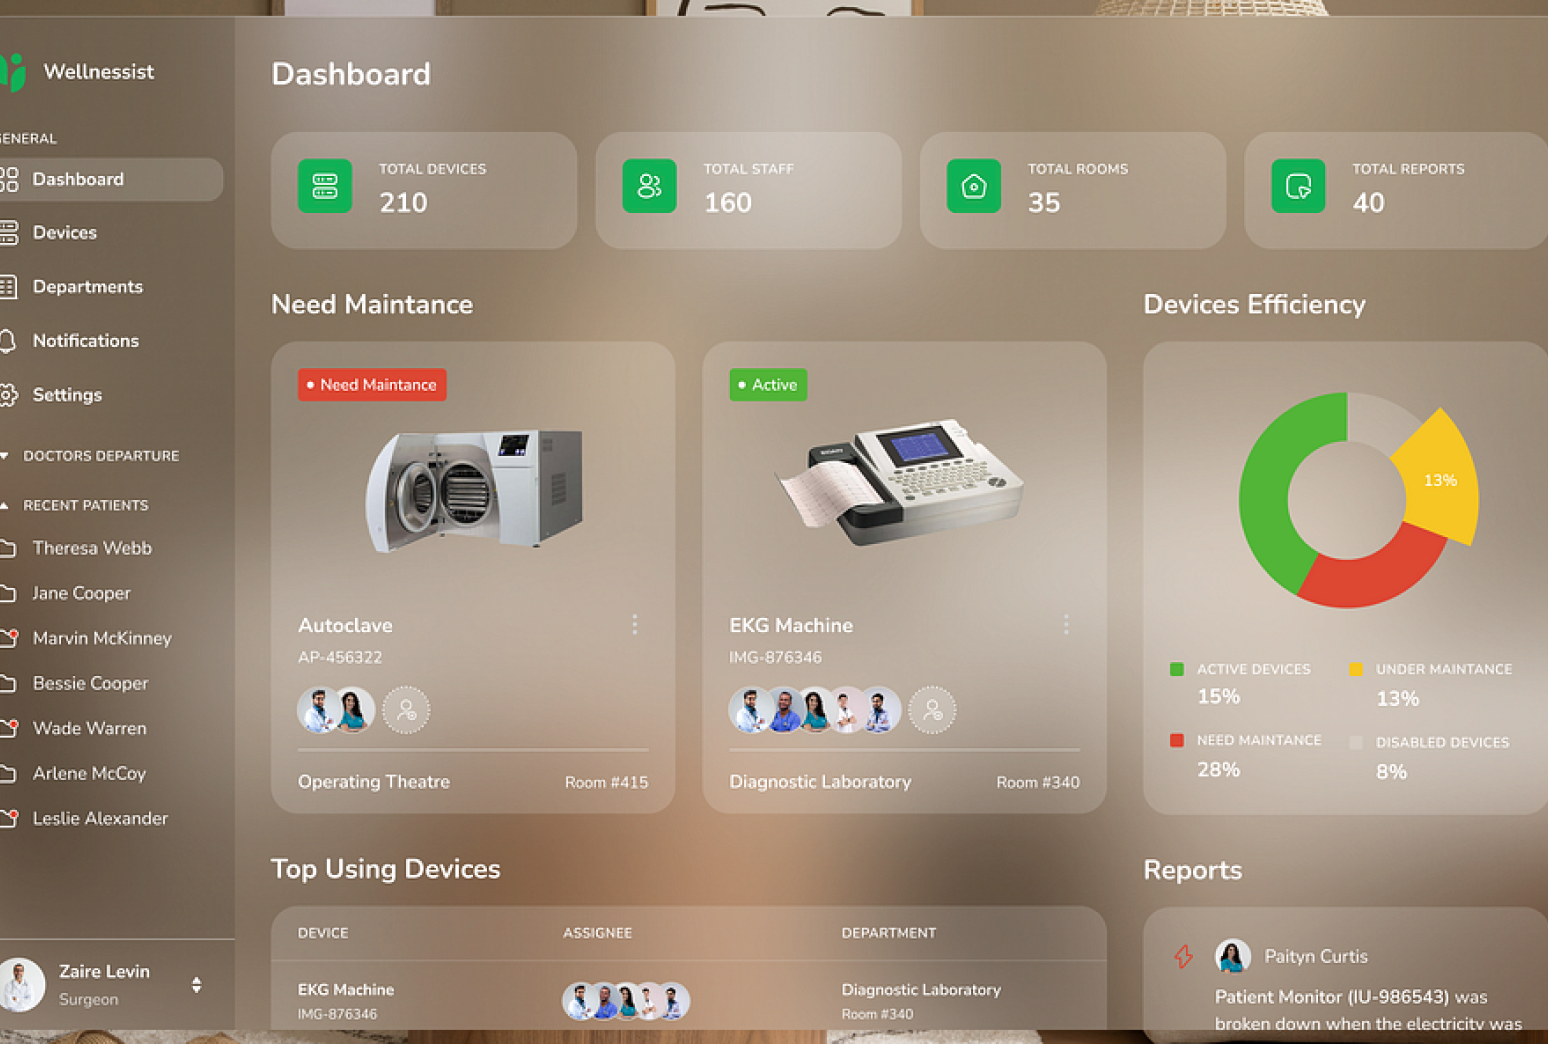 Wellnessist
GENERAL
Dashboard
Devices
Departments
Notifications
Settings
DOCTORS DEPARTURE
RECENT PATIENTS
Theresa Webb
Jane Cooper
Marvin McKinney
Bessie Cooper
Wade Warren
Arlene McCoy
Leslie Alexander
Zaire Levin
Surgeon
Dashboard
TOTAL DEVICES
210
TOTAL STAFF
160
TOTAL ROOMS
35
TOTAL REPORTS
40
Need Maintance
Need Maintance
Autoclave
AP-456322
Operating Theatre Room #415
Active
EKG Machine
IMG-876346
Diagnostic Laboratory Room #340
Devices Efficiency
13%
ACTIVE DEVICES
15%
UNDER MAINTANCE
13%
NEED MAINTANCE
28%
DISABLED DEVICES
8%
Top Using Devices
DEVICE ASSIGNEE DEPARTMENT
EKG Machine Diagnostic Laboratory
IMG-876346 Room #340
Reports
Paityn Curtis
Patient Monitor (IU-986543) was
broken down when the electricity was